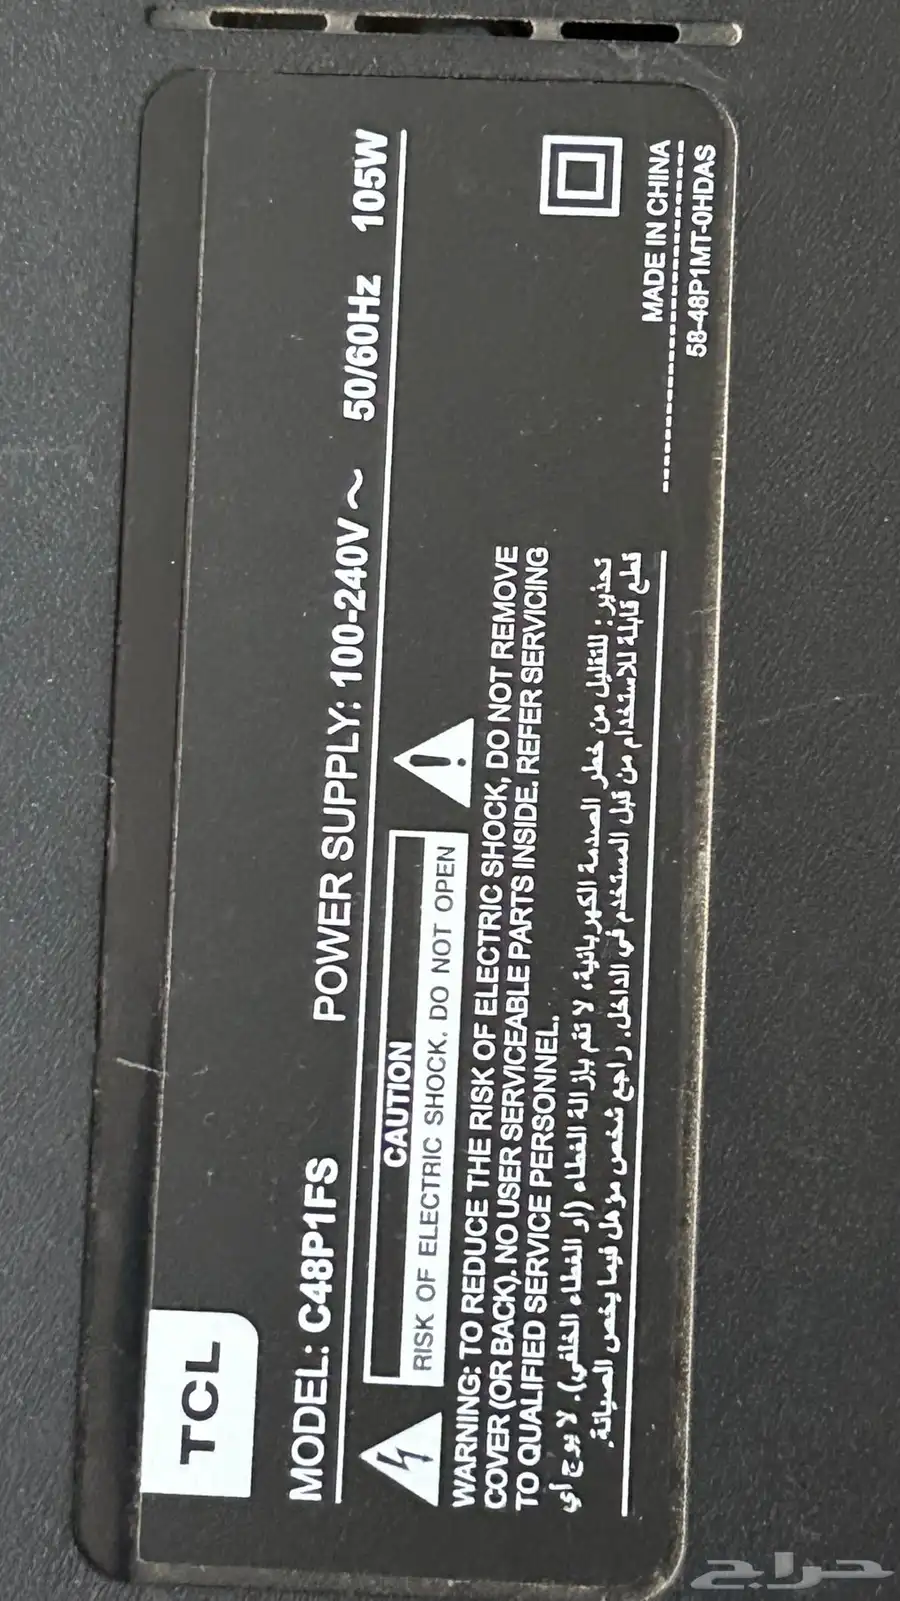 TCL
MODEL: C48P1FS
POWER SUPPLY: 100-240V ~ 50/60Hz 105W
CAUTION
RISK OF ELECTRIC SHOCK. DO NOT OPEN
WARNING: TO REDUCE THE RISK OF ELECTRIC SHOCK, DO NOT REMOVE
COVER (OR BACK). NO USER SERVICEABLE PARTS INSIDE. REFER SERVICING
TO QUALIFIED SERVICE PERSONNEL.
تحذير: للتقليل من خطر الصدمة الكهربائية، لا تقم بإزالة الغطاء (أو الغطاء الخلفي). لا يوجد أي
قطع قابلة للاستخدام من قبل المستخدم في الداخل. راجع شخص مؤهل فيما يخص الصيانة.
MADE IN CHINA
58-48P1MT-0HDAS
حراج